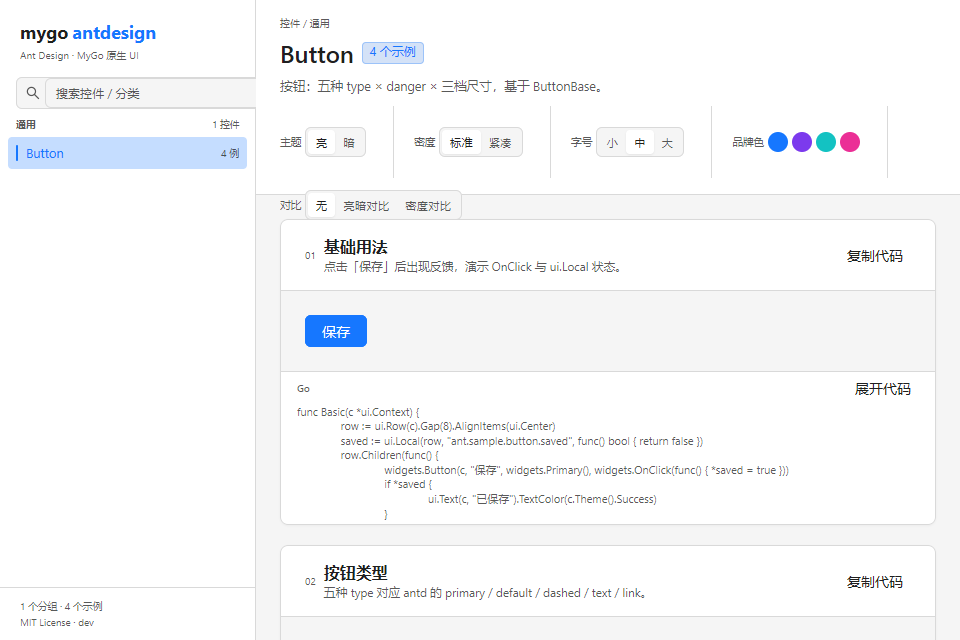 mygo antdesign
Ant Design · MyGo 原生 UI
搜索控件 / 分类
通用 1 控件
Button 4 例
1 个分组 · 4 个示例
MIT License · dev
控件 / 通用
Button 4 个示例
按钮：五种 type × danger × 三档尺寸，基于 ButtonBase。
主题 亮 暗 密度 标准 紧凑 字号 小 中 大 品牌色
对比 无 亮暗对比 密度对比
01 基础用法 复制代码
点击「保存」后出现反馈，演示 OnClick 与 ui.Local 状态。
保存
Go 展开代码
func Basic(c *ui.Context) {
row := ui.Row(c).Gap(8).AlignItems(ui.Center)
saved := ui.Local(row, "ant.sample.button.saved", func() bool { return false })
row.Children(func() {
widgets.Button(c, "保存", widgets.Primary(), widgets.OnClick(func() { *saved = true }))
if *saved {
ui.Text(c, "已保存").TextColor(c.Theme().Success)
}
02 按钮类型 复制代码
五种 type 对应 antd 的 primary / default / dashed / text / link。